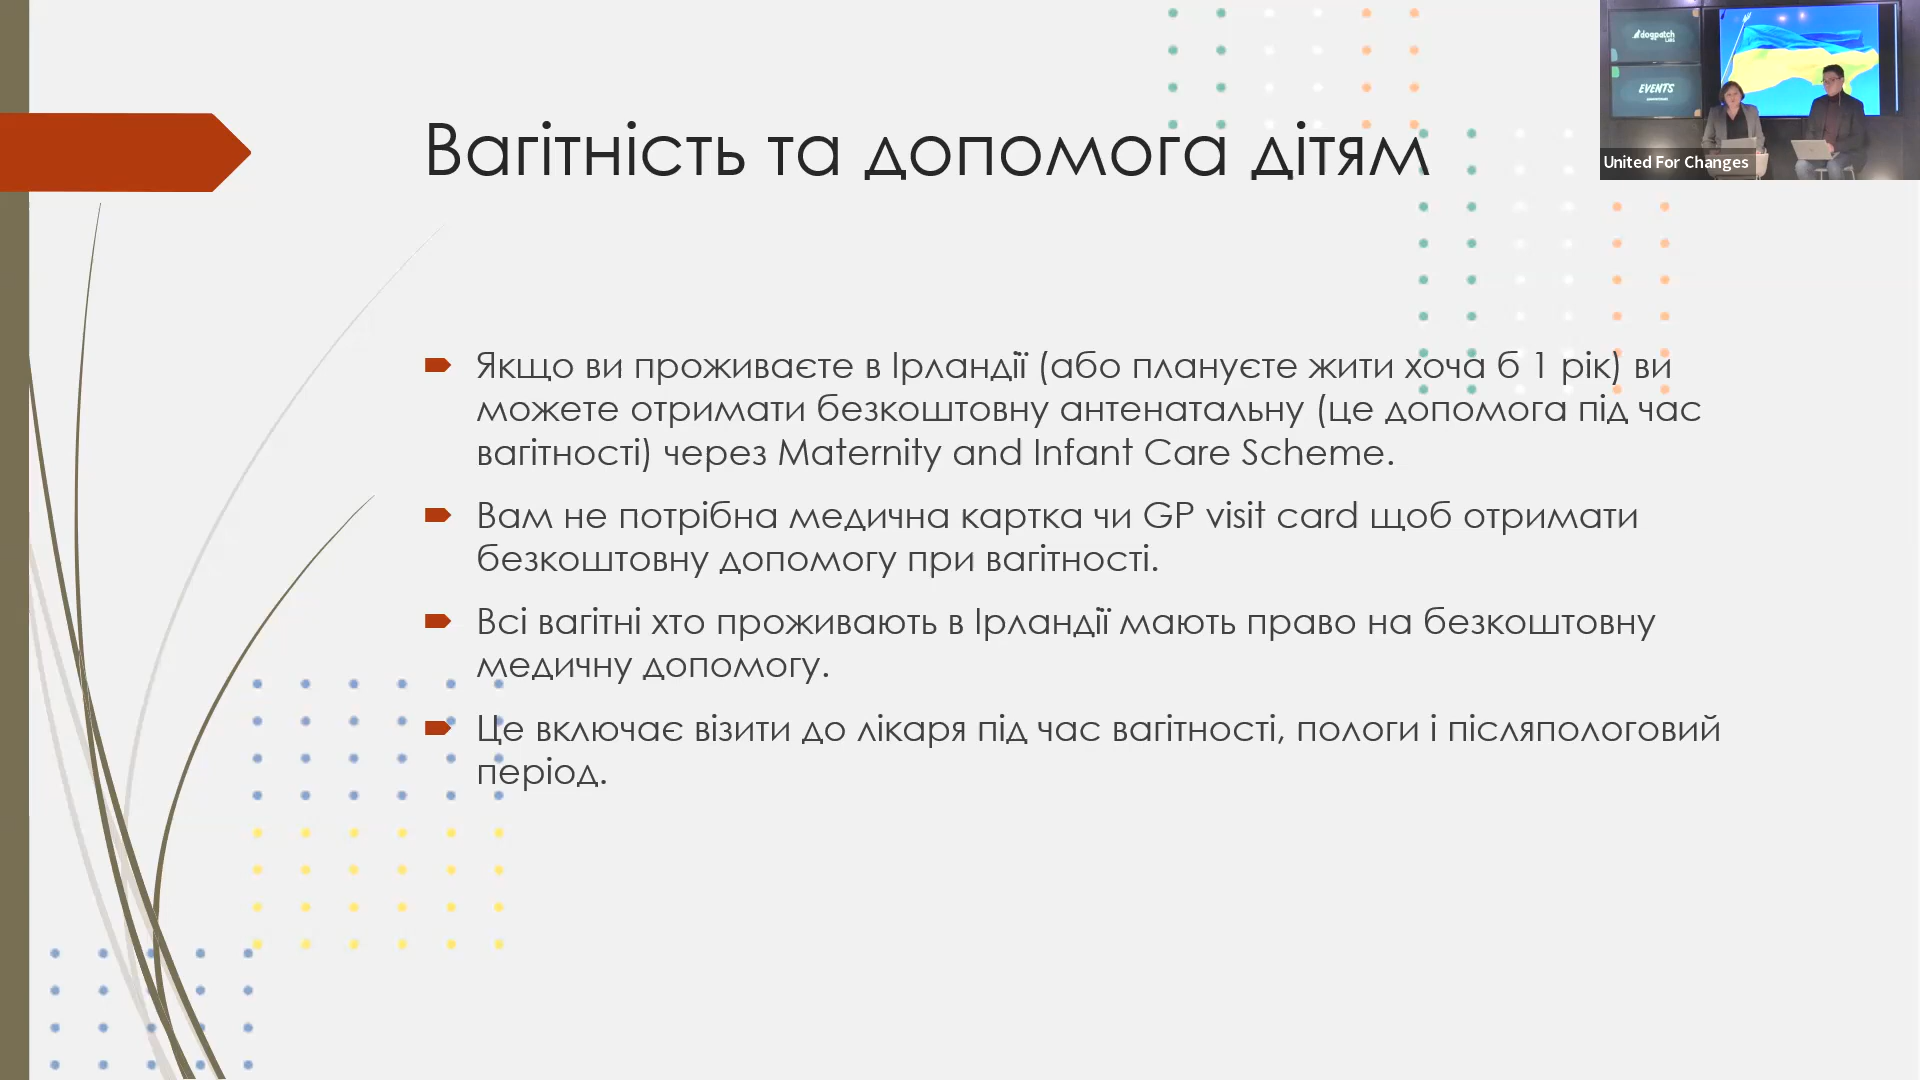 Вагітність та допомога дітям
Якщо ви проживаєте в Ірландії (або плануєте жити хоча б 1 рік) ви
можете отримати безкоштовну антенатальну (це допомога під час
вагітності) через Maternity and Infant Care Scheme.
Вам не потрібна медична картка чи GP visit card щоб отримати
безкоштовну допомогу при вагітності.
Всі вагітні хто проживають в Ірландії мають право на безкоштовну
медичну допомогу.
Це включає візити до лікаря під час вагітності, пологи і післяпологовий
період.
dogpatch
LABS
EVENTS
United For Changes